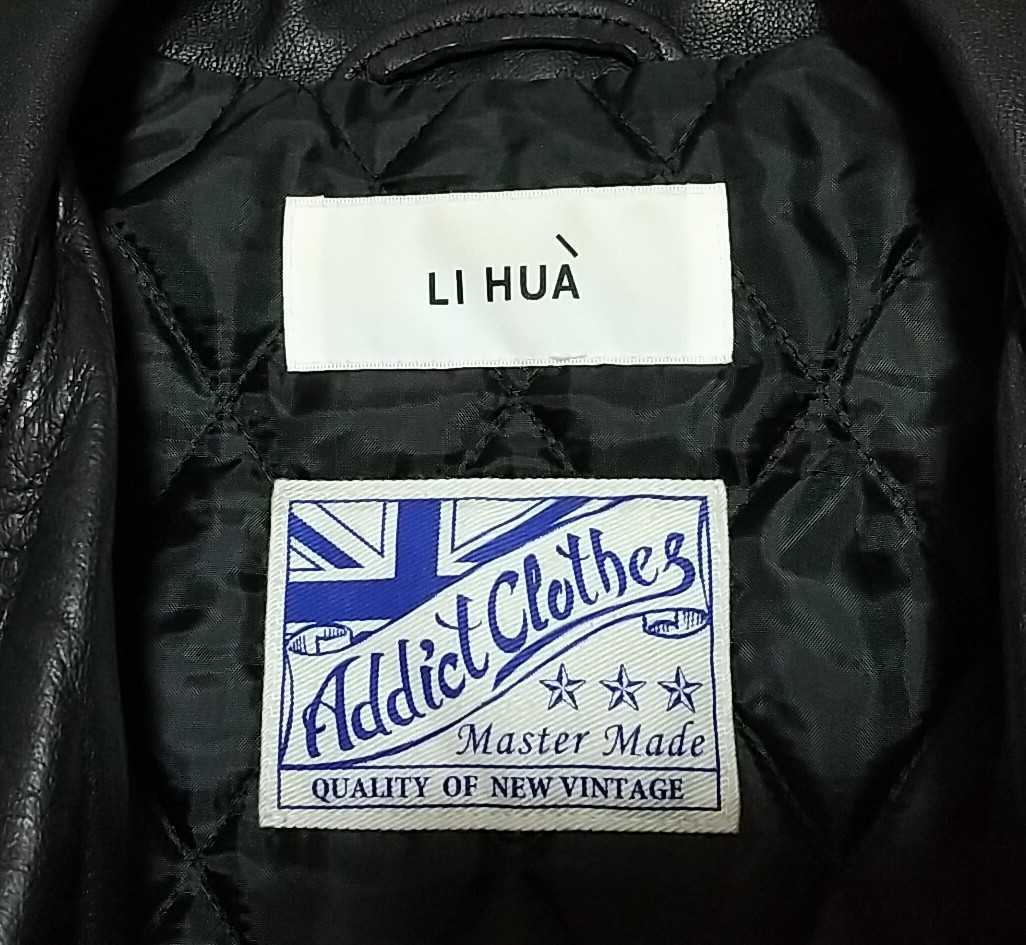 LI HUÀ
Addict Clothes
Master Made
QUALITY OF NEW VINTAGE